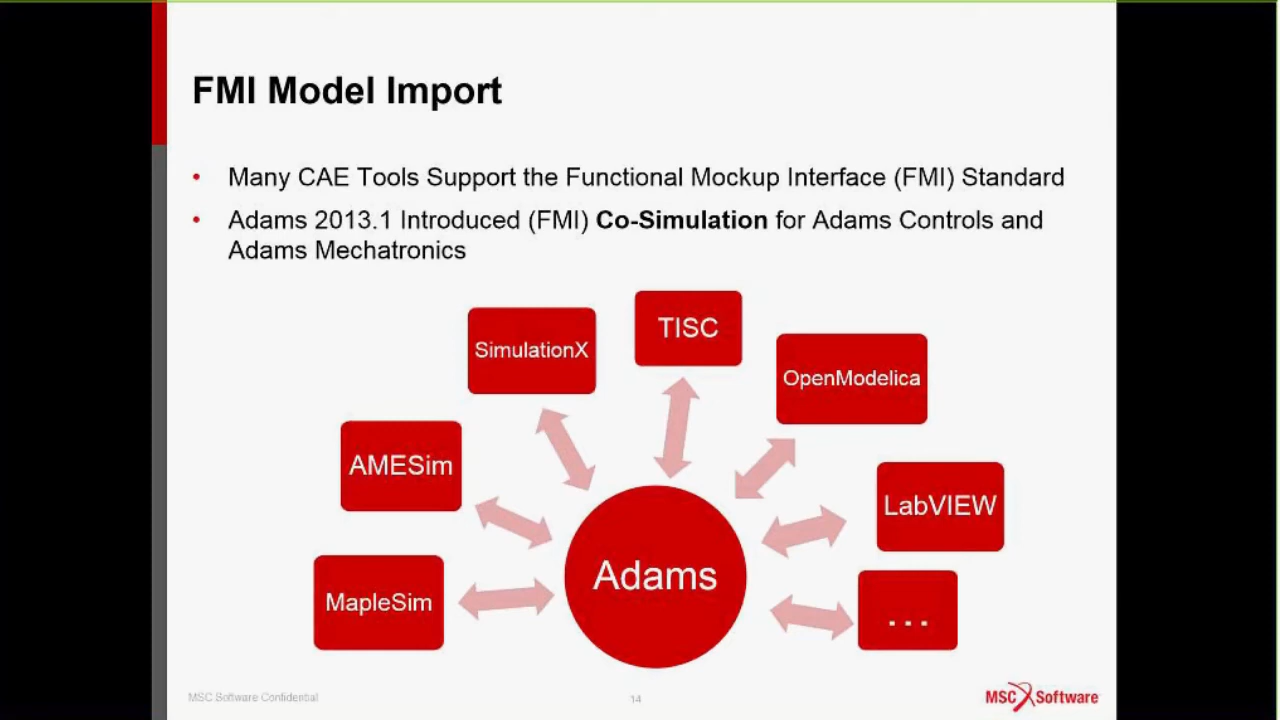 FMI Model Import
• Many CAE Tools Support the Functional Mockup Interface (FMI) Standard
• Adams 2013.1 Introduced (FMI) Co-Simulation for Adams Controls and
Adams Mechatronics
TISC
SimulationX
OpenModelica
AMESim
LabVIEW
Adams
MapleSim
...
MSC Software Confidential
14
MSC Software